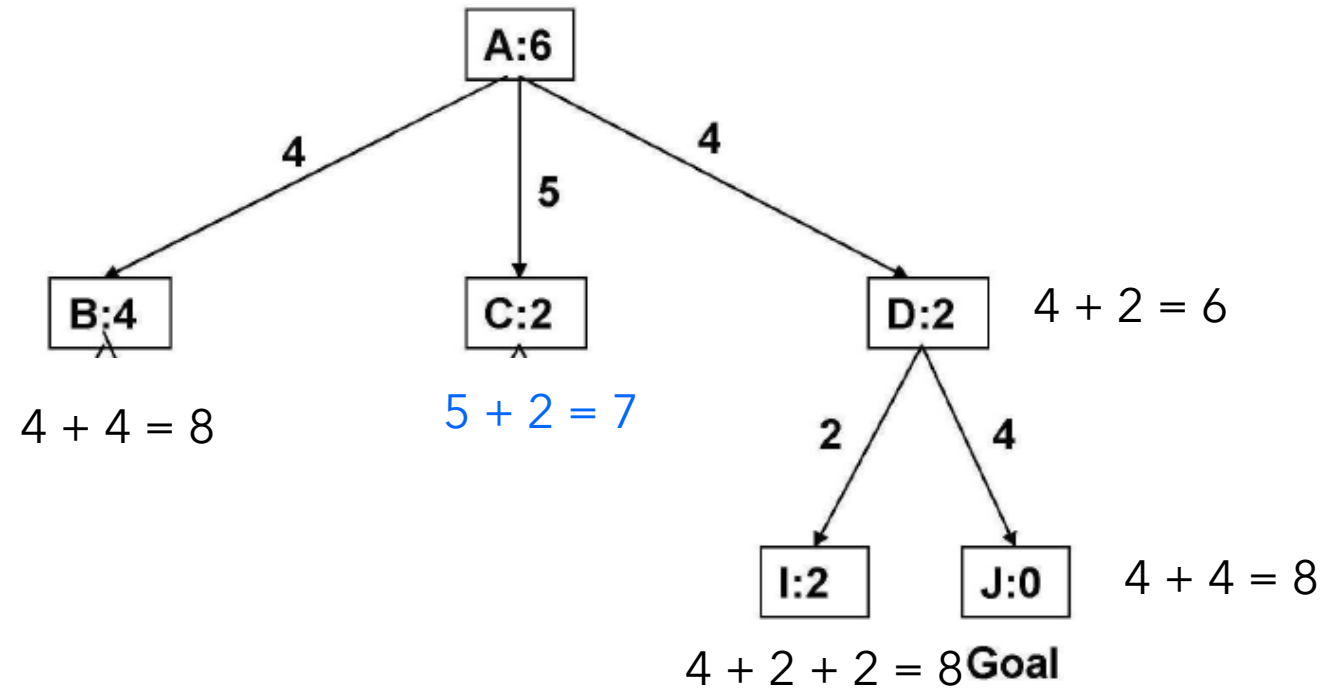 A:6
4
5
4
B:4
C:2
D:2
4 + 2 = 6
4 + 4 = 8
5 + 2 = 7
2
4
I:2
J:0
4 + 4 = 8
4 + 2 + 2 = 8
Goal